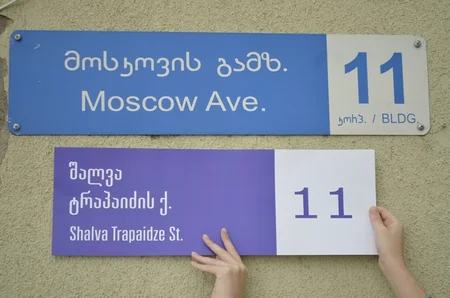 მოსკოვის გამზ.
Moscow Ave.
11
კორპ. / BLDG.
შალვა
ტრაპაიძის ქ.
Shalva Trapaidze St.
11